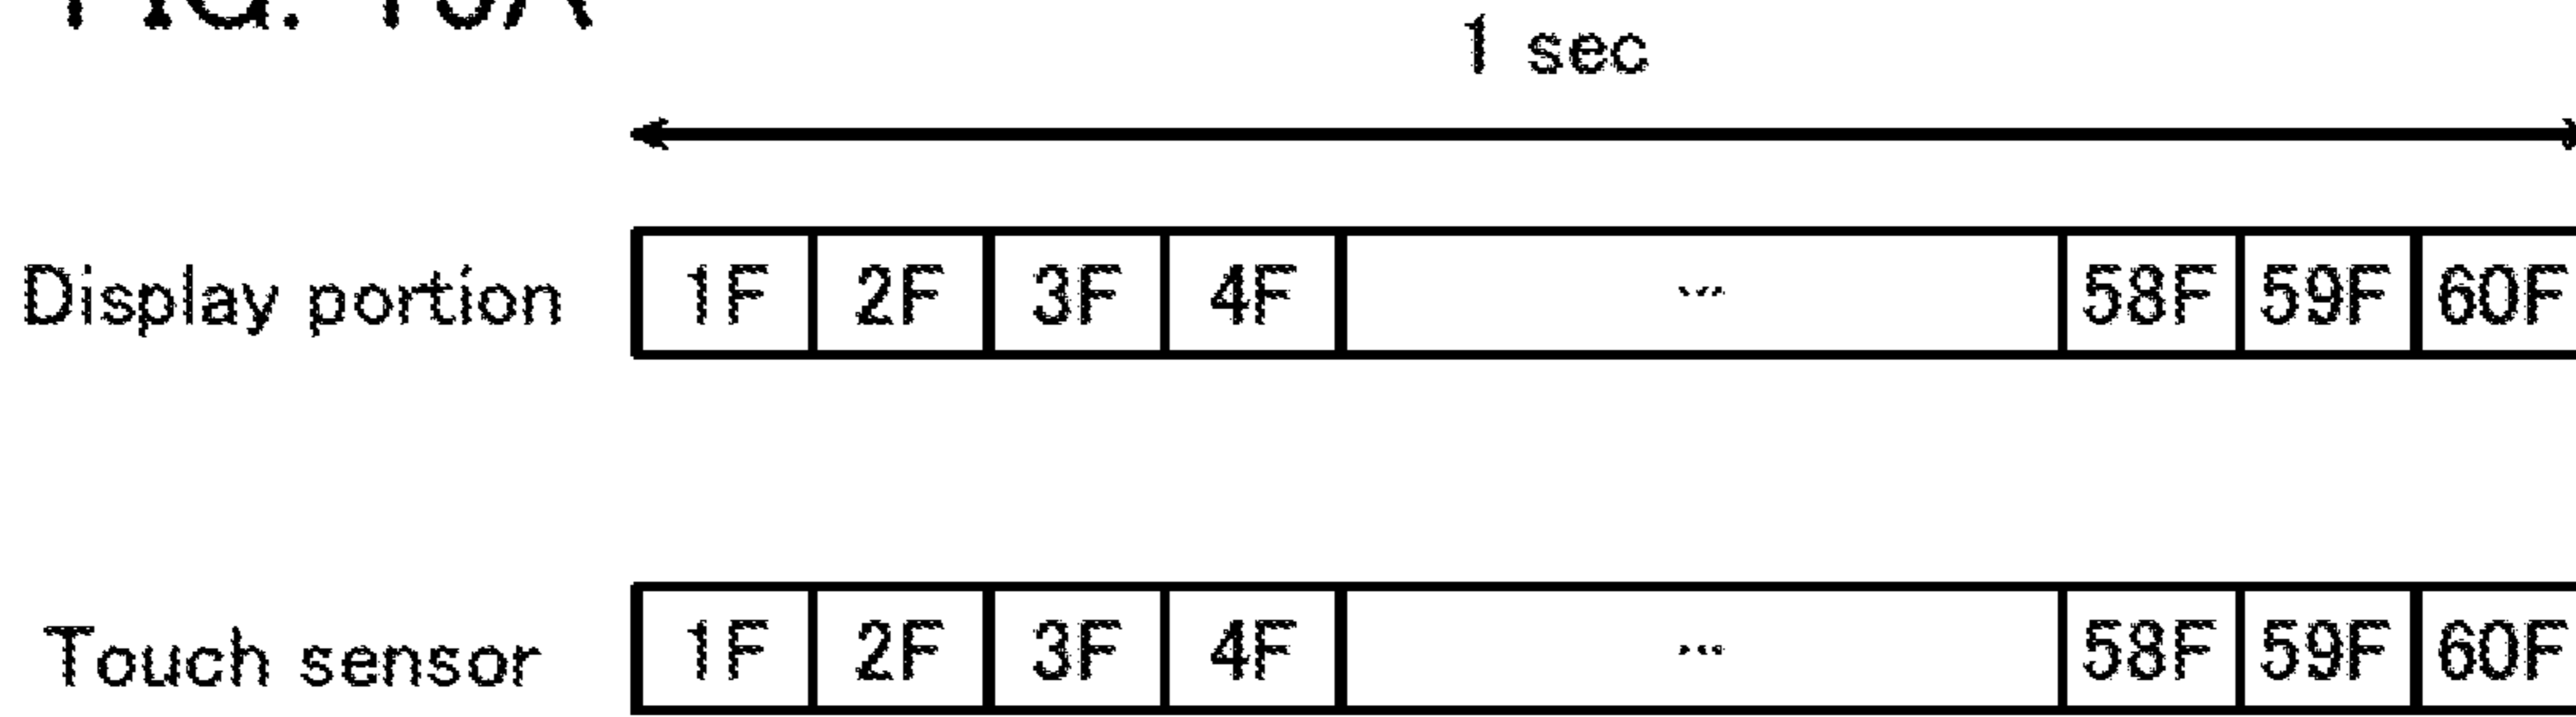 1 sec
Display portion 1F 2F 3F 4F ... 58F 59F 60F
Touch sensor 1F 2F 3F 4F ... 58F 59F 60F